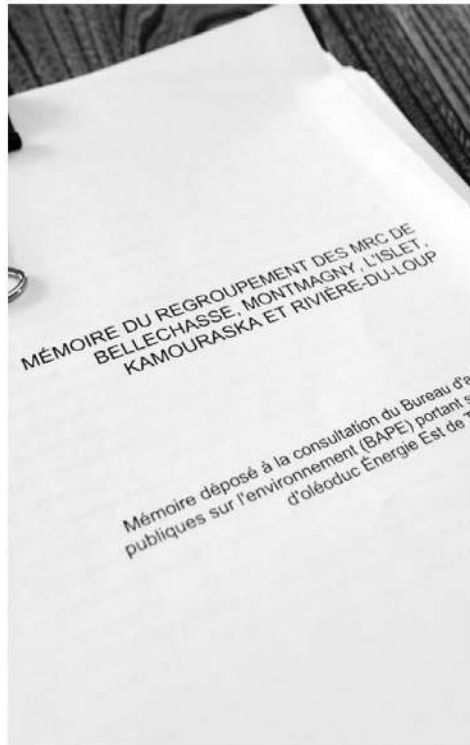 MÉMOIRE DU REGROUPEMENT DES MRC DE
BELLECHASSE, MONTMAGNY, L'ISLET,
KAMOURASKA ET RIVIÈRE-DU-LOUP
Mémoire déposé à la consultation du Bureau
publiques sur l'environnement (BAPE) portant
d'oléoduc Énergie Est de